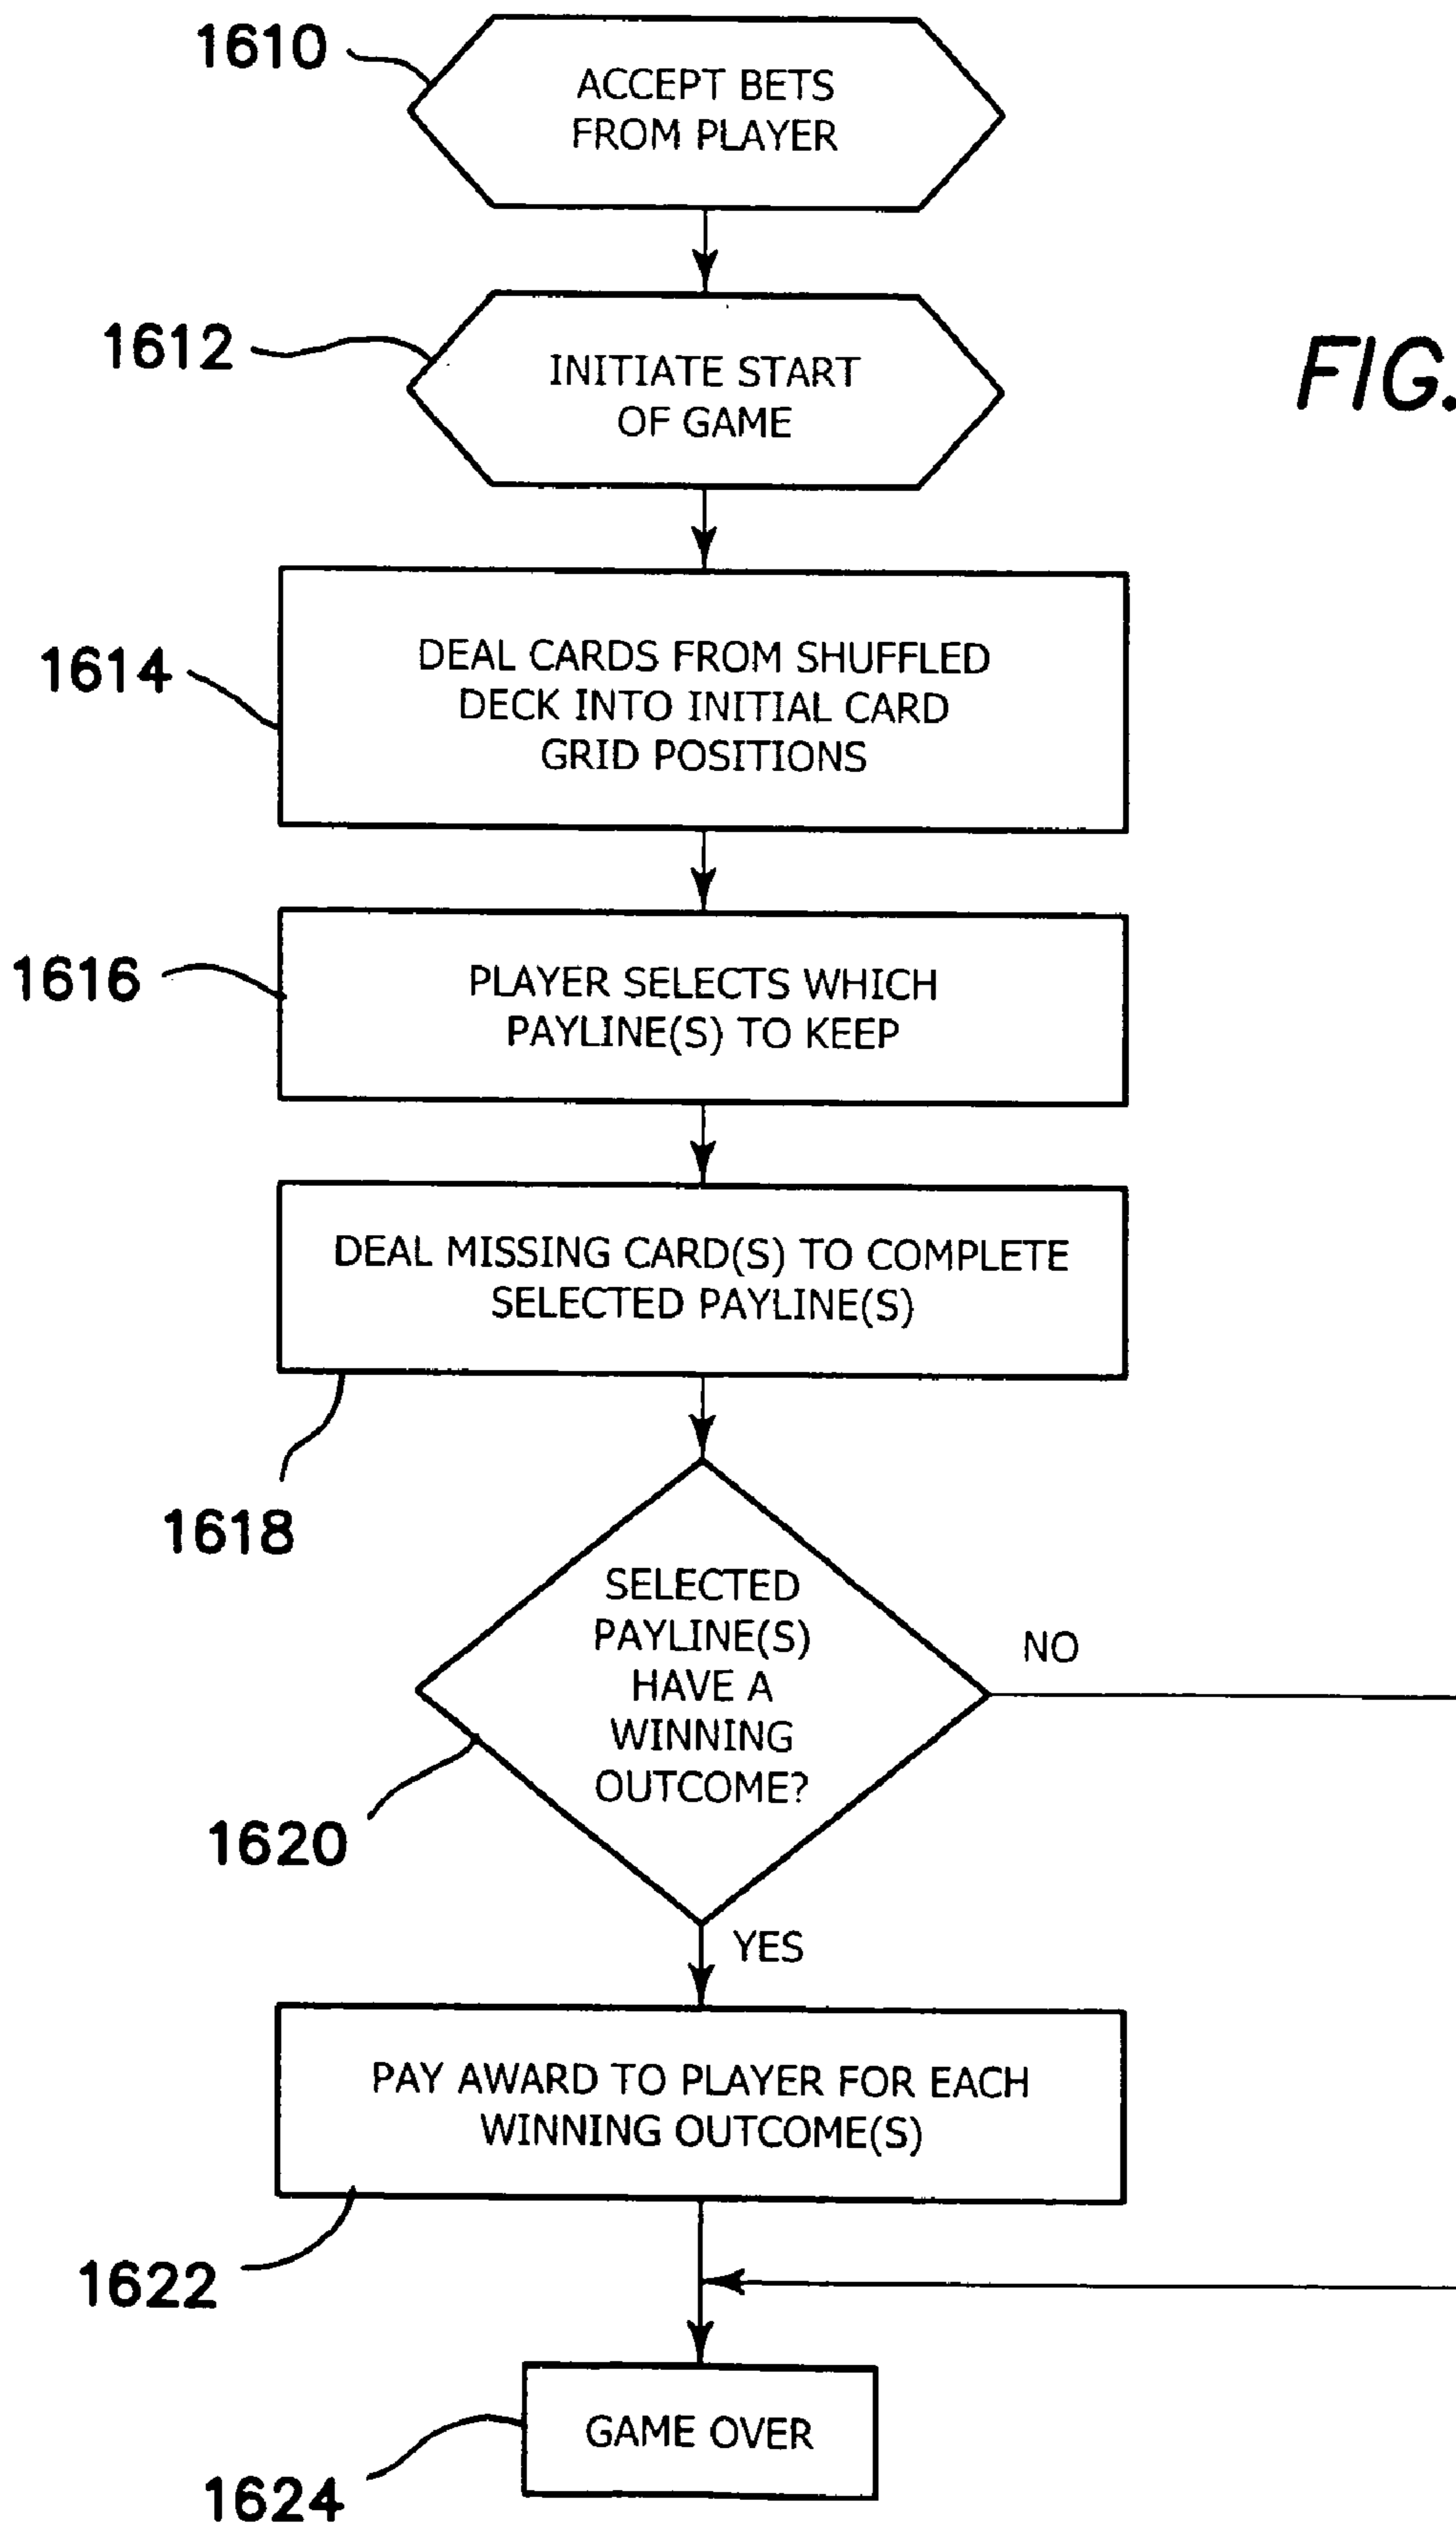 1610
ACCEPT BETS
FROM PLAYER
1612
INITIATE START
OF GAME
FIG.
1614
DEAL CARDS FROM SHUFFLED
DECK INTO INITIAL CARD
GRID POSITIONS
1616
PLAYER SELECTS WHICH
PAYLINE(S) TO KEEP
DEAL MISSING CARD(S) TO COMPLETE
SELECTED PAYLINE(S)
1618
SELECTED
PAYLINE(S)
HAVE A
WINNING
OUTCOME?
NO
1620
YES
PAY AWARD TO PLAYER FOR EACH
WINNING OUTCOME(S)
1622
GAME OVER
1624